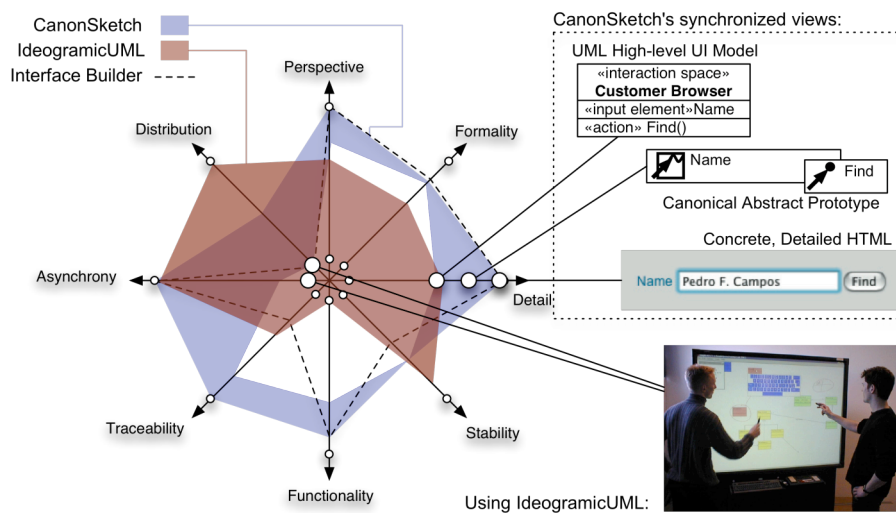 CanonSketch
IdeogramicUML
Interface Builder
Perspective
Distribution
Formality
Asynchrony
Detail
Traceability
Stability
Functionality
CanonSketch's synchronized views:
UML High-level UI Model
«interaction space»
Customer Browser
«input element»Name
«action» Find()
Name
Find
Canonical Abstract Prototype
Concrete, Detailed HTML
Name Pedro F. Campos Find
Using IdeogramicUML: